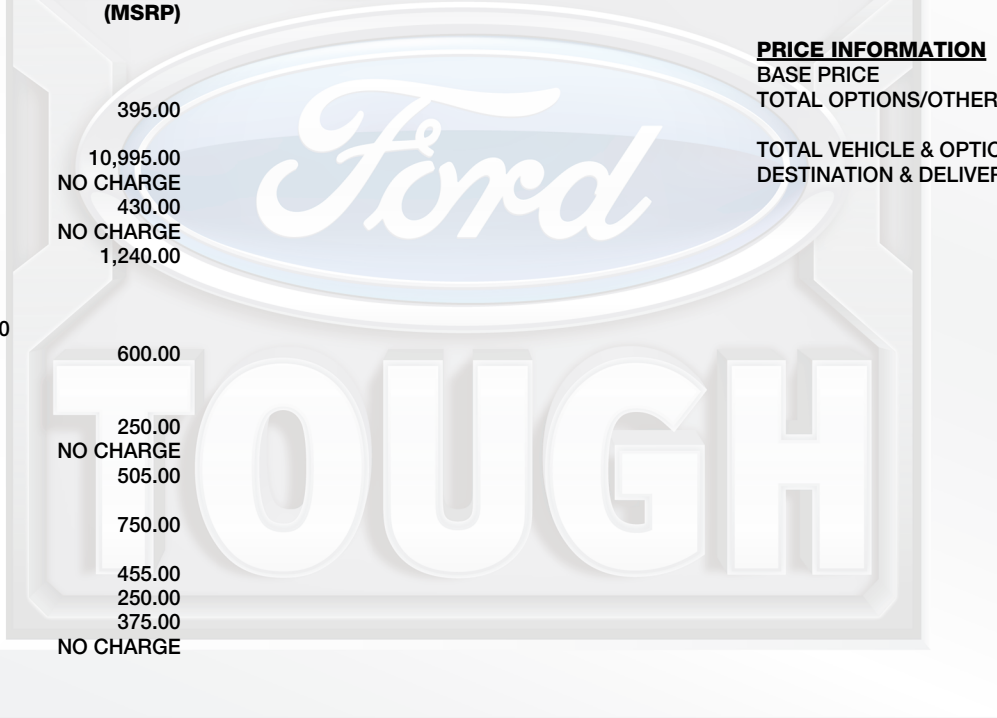 (MSRP)
395.00
10,995.00
NO CHARGE
430.00
NO CHARGE
1,240.00
0
600.00
250.00
NO CHARGE
505.00
750.00
455.00
250.00
375.00
NO CHARGE
PRICE INFORMATION
BASE PRICE
TOTAL OPTIONS/OTHER
TOTAL VEHICLE & OPTIO
DESTINATION & DELIVER
Ford
TOUGH